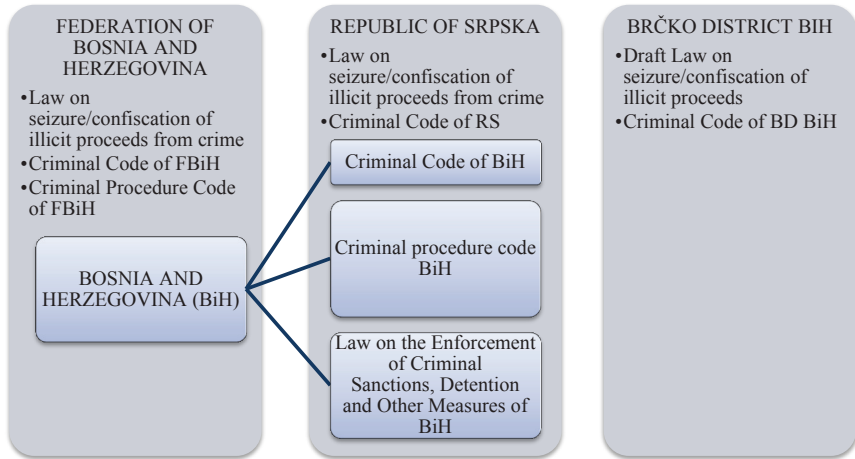 FEDERATION OF
BOSNIA AND
HERZEGOVINA
•Law on
seizure/confiscation of
illicit proceeds from crime
•Criminal Code of FBiH
•Criminal Procedure Code
of FBiH
BOSNIA AND
HERZEGOVINA (BiH)
REPUBLIC OF SRPSKA
•Law on
seizure/confiscation of
illicit proceeds from crime
•Criminal Code of RS
Criminal Code of BiH
Criminal procedure code
BiH
Law on the Enforcement
of Criminal
Sanctions, Detention
and Other Measures of
BiH
BRČKO DISTRICT BIH
•Draft Law on
seizure/confiscation of
illicit proceeds
•Criminal Code of BD BiH